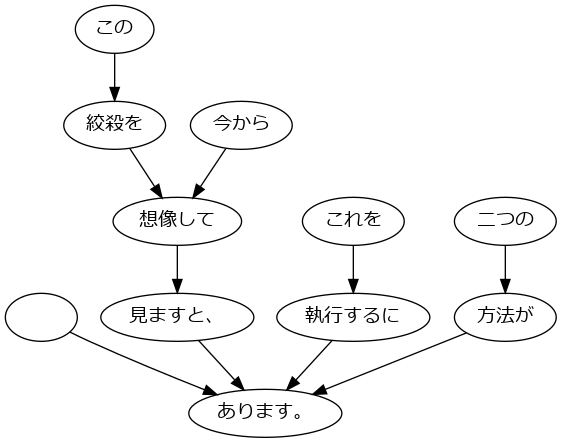 この
絞殺を
今から
想像して
これを
二つの
見ますと、
執行するに
方法が
あります。